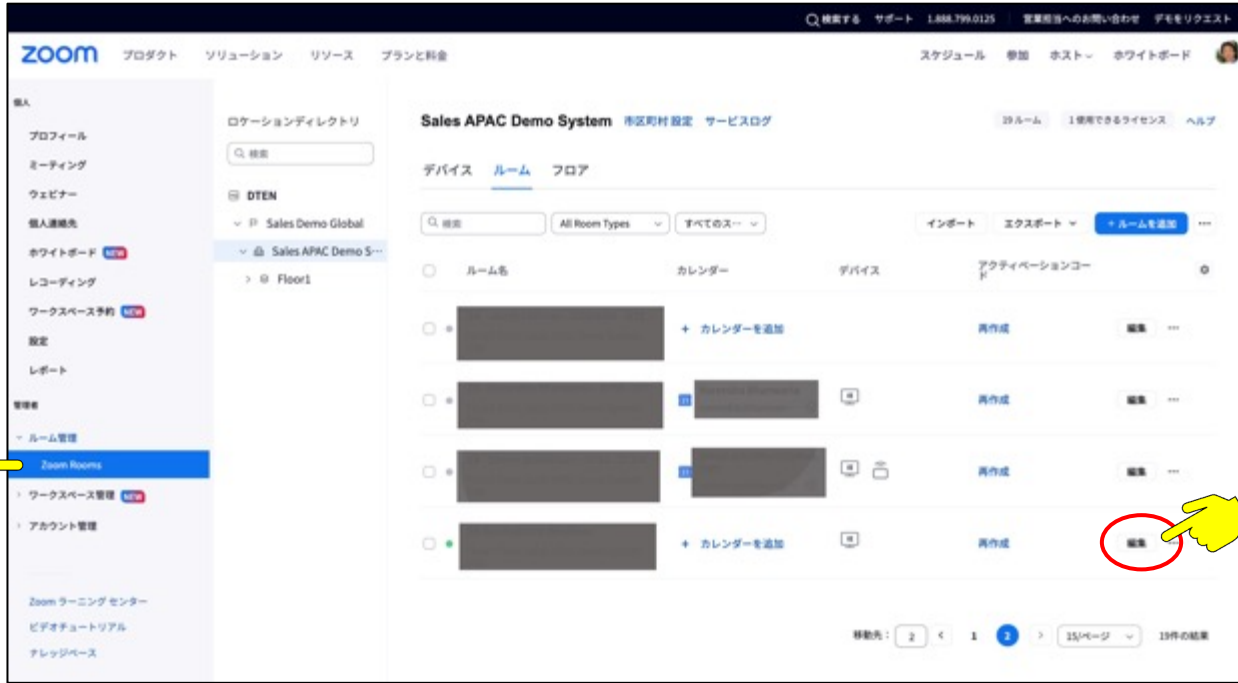 検索する サポート 1.888.799.0125 営業担当へのお問い合わせ デモをリクエスト
zoom プロダクト ソリューション リソース プランと料金 スケジュール 参加 ホスト ホワイトボード
個人
プロフィール
ミーティング
ウェビナー
個人連絡先
ホワイトボード NEW
レコーディング
ワークスペース予約 NEW
設定
レポート
管理者
ルーム管理
Zoom Rooms
ワークスペース管理 NEW
アカウント管理
Zoom ラーニング センター
ビデオチュートリアル
ナレッジベース
ロケーションディレクトリ
検索
DTEN
Sales Demo Global
Sales APAC Demo S…
Floor1
Sales APAC Demo System 市区町村設定 サービスログ 19 ルーム 1 使用できるライセンス ヘルプ
デバイス ルーム フロア
検索 All Room Types すべてのス… インポート エクスポート + ルームを追加 …
ルーム名 カレンダー デバイス アクティベーションコー
ド
+ カレンダーを追加 再作成 編集 …
再作成 編集 …
再作成 編集 …
+ カレンダーを追加 再作成 編集 …
移動先： 2 < 1 2 > 15/ページ 19件の結果